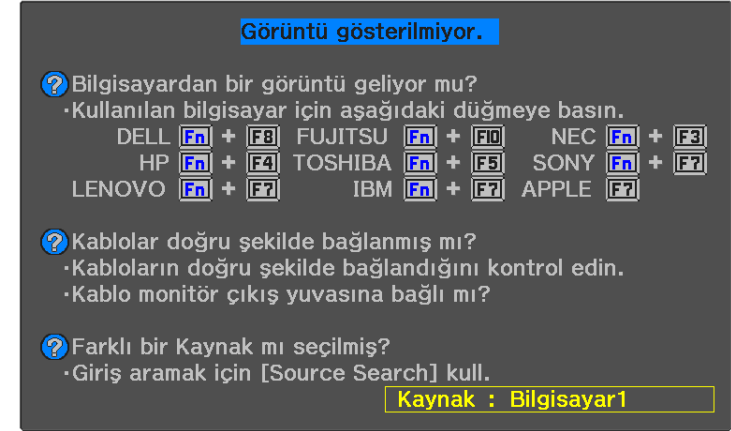 Görüntü gösterilmiyor.
Bilgisayardan bir görüntü geliyor mu?
·Kullanılan bilgisayar için aşağıdaki düğmeye basın.
DELL Fn + F8 FUJITSU Fn + F10 NEC Fn + F3
HP Fn + F4 TOSHIBA Fn + F5 SONY Fn + F7
LENOVO Fn + F7 IBM Fn + F7 APPLE F7
Kablolar doğru şekilde bağlanmış mı?
·Kabloların doğru şekilde bağlandığını kontrol edin.
·Kablo monitör çıkış yuvasına bağlı mı?
Farklı bir Kaynak mı seçilmiş?
·Giriş aramak için [Source Search] kull.
Kaynak : Bilgisayar1